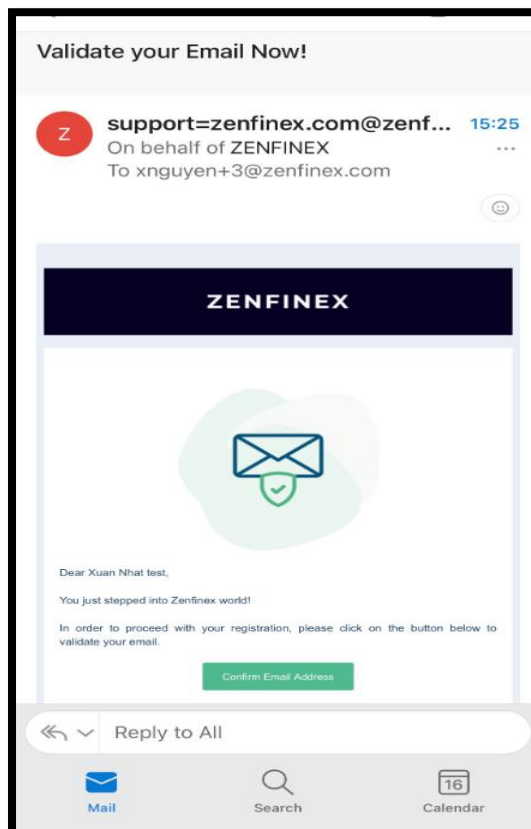 Validate your Email Now!
Z
support=zenfinex.com@zenf... 15:25
On behalf of ZENFINEX
To xnguyen+3@zenfinex.com
ZENFINEX
Dear Xuan Nhat test,
You just stepped into Zenfinex world!
In order to proceed with your registration, please click on the button below to
validate your email.
Confirm Email Address
Reply to All
16
Mail Search Calendar